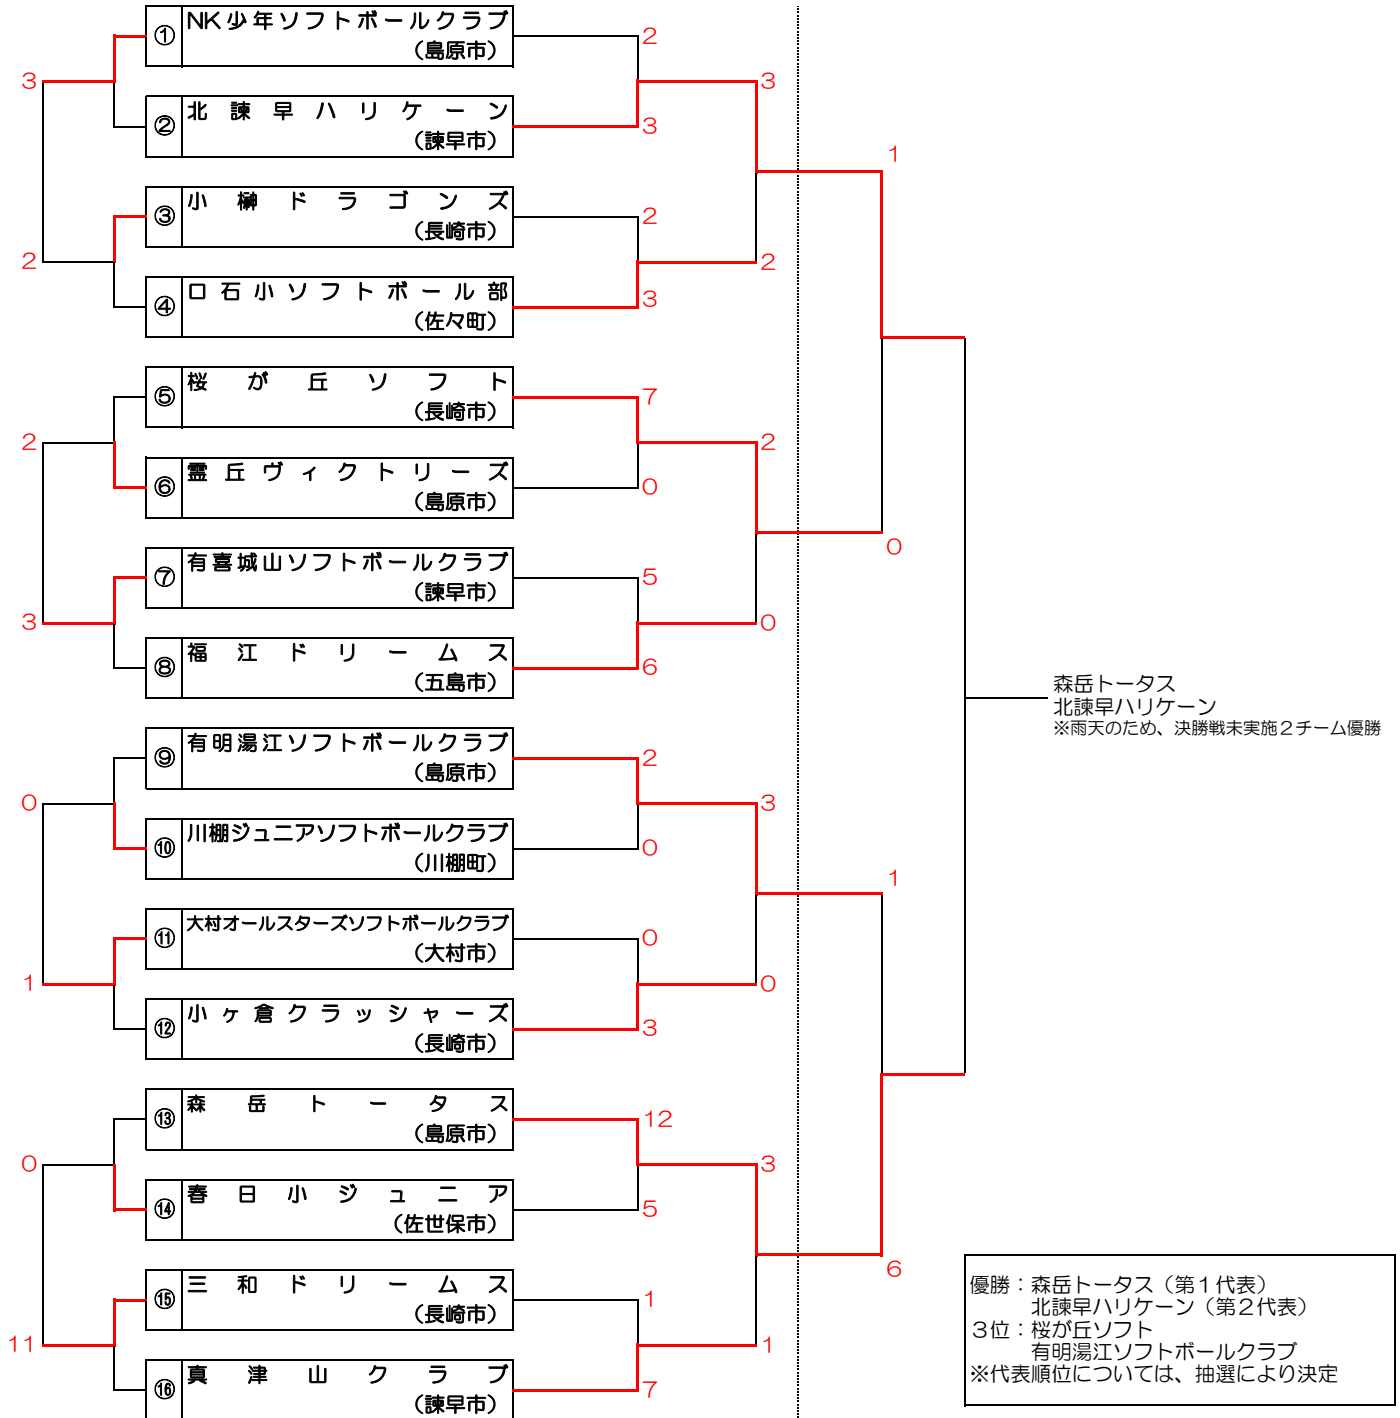 ① NK少年ソフトボールクラブ
(島原市)
② 北諫早ハリケーン
(諫早市)
③ 小榊ドラゴンズ
(長崎市)
④ 口石小ソフトボール部
(佐々町)
⑤ 桜が丘ソフト
(長崎市)
⑥ 霊丘ヴィクトリーズ
(島原市)
⑦ 有喜城山ソフトボールクラブ
(諫早市)
⑧ 福江ドリームス
(五島市)
⑨ 有明湯江ソフトボールクラブ
(島原市)
⑩ 川棚ジュニアソフトボールクラブ
(川棚町)
⑪ 大村オールスターズソフトボールクラブ
(大村市)
⑫ 小ヶ倉クラッシャーズ
(長崎市)
⑬ 森岳トータス
(島原市)
⑭ 春日小ジュニア
(佐世保市)
⑮ 三和ドリームス
(長崎市)
⑯ 真津山クラブ
(諫早市)
3
2
2
3
0
1
0
11
2
3
2
3
7
0
5
6
2
0
0
3
12
5
1
7
3
2
2
0
3
0
3
1
1
0
1
6
森岳トータス
北諫早ハリケーン
※雨天のため、決勝戦未実施2チーム優勝
優勝：森岳トータス（第1代表）
北諫早ハリケーン（第2代表）
3位：桜が丘ソフト
有明湯江ソフトボールクラブ
※代表順位については、抽選により決定